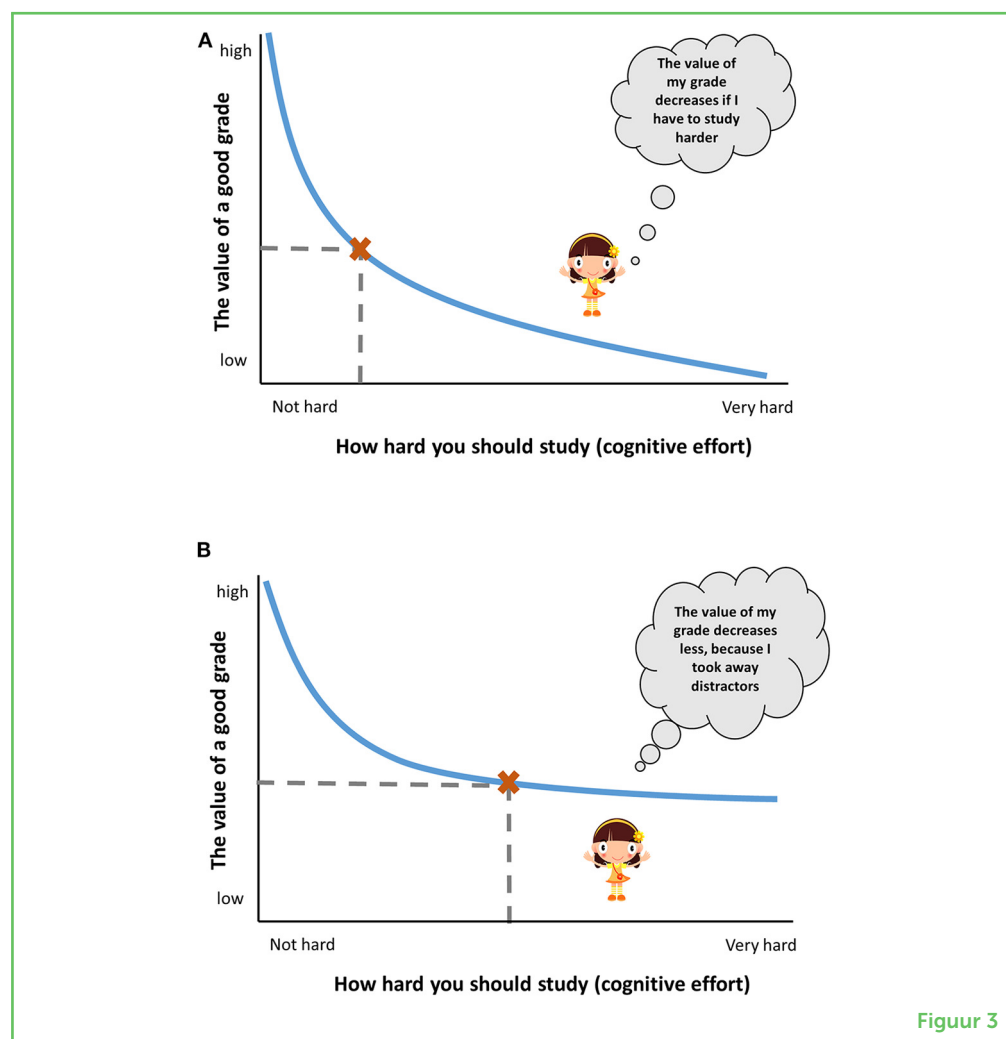 A
high
The value of a good grade
low
Not hard
Very hard
How hard you should study (cognitive effort)
The value of
my grade
decreases if I
have to study
harder
B
high
The value of a good grade
low
Not hard
Very hard
How hard you should study (cognitive effort)
The value of my
grade decreases
less, because I
took away
distractors
Figuur 3